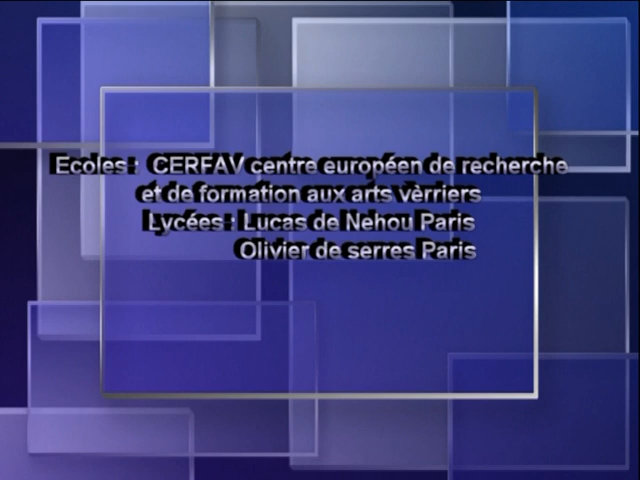 Ecoles: CERFAV centre européen de recherche
et de formation aux arts vèrriers
Lycées: Lucas de Nehou Paris
Olivier de serres Paris